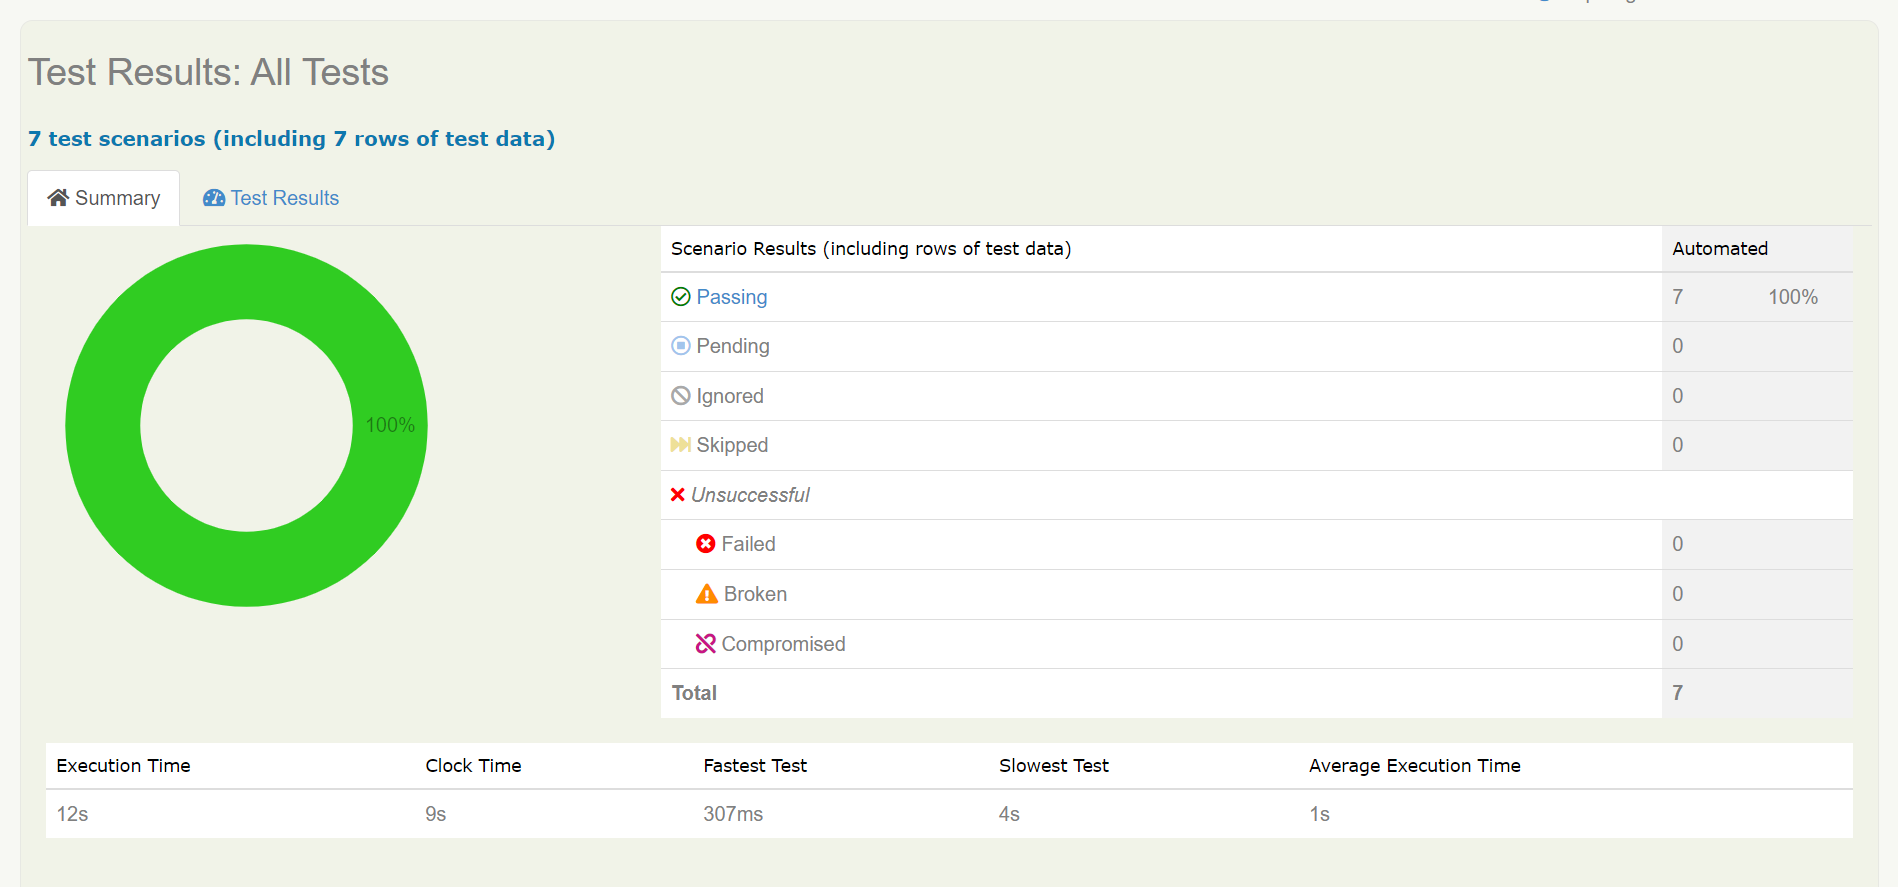 Test Results: All Tests
7 test scenarios (including 7 rows of test data)
Summary Test Results
100%
Scenario Results (including rows of test data) Automated
Passing 7 100%
Pending 0
Ignored 0
Skipped 0
Unsuccessful
Failed 0
Broken 0
Compromised 0
Total 7
Execution Time Clock Time Fastest Test Slowest Test Average Execution Time
12s 9s 307ms 4s 1s